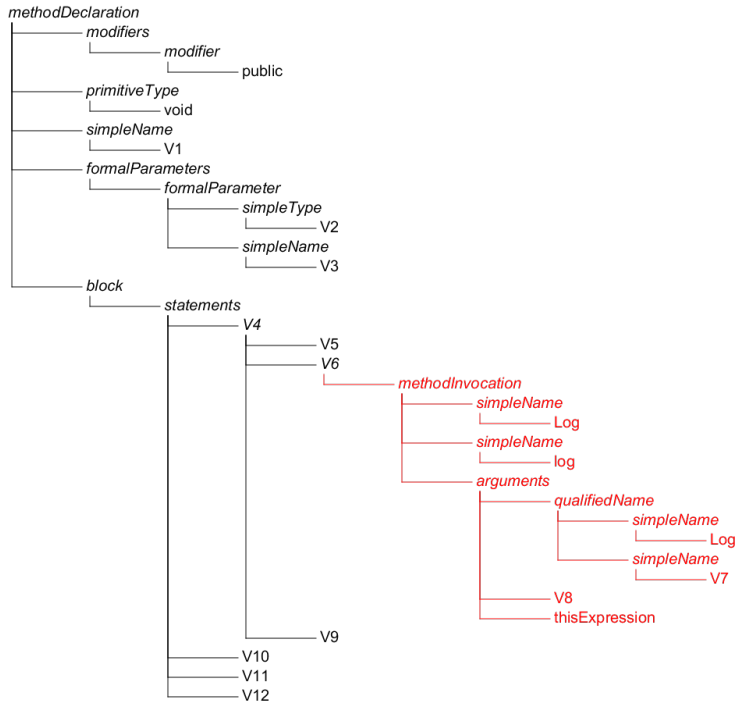 methodDeclaration
modifiers
modifier
public
primitiveType
void
simpleName
V1
formalParameters
formalParameter
simpleType
V2
simpleName
V3
block
statements
V4
V5
V6
methodInvocation
simpleName
Log
simpleName
log
arguments
qualifiedName
simpleName
Log
simpleName
V7
V8
thisExpression
V9
V10
V11
V12